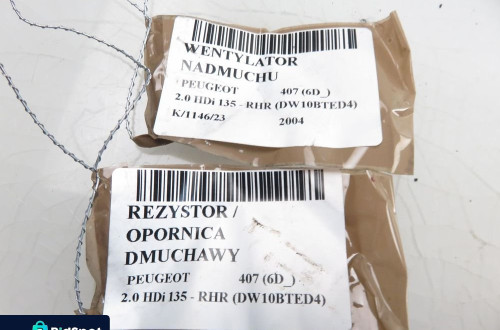 WENTYLATOR
NADMUCHU
PEUGEOT 407 (6D_)
2.0 HDi 135 - RHR (DW10BTED4)
K/1146/23 2004
REZYSTOR /
OPORNICA
DMUCHAWY
PEUGEOT 407 (6D_)
2.0 HDi 135 - RHR (DW10BTED4)